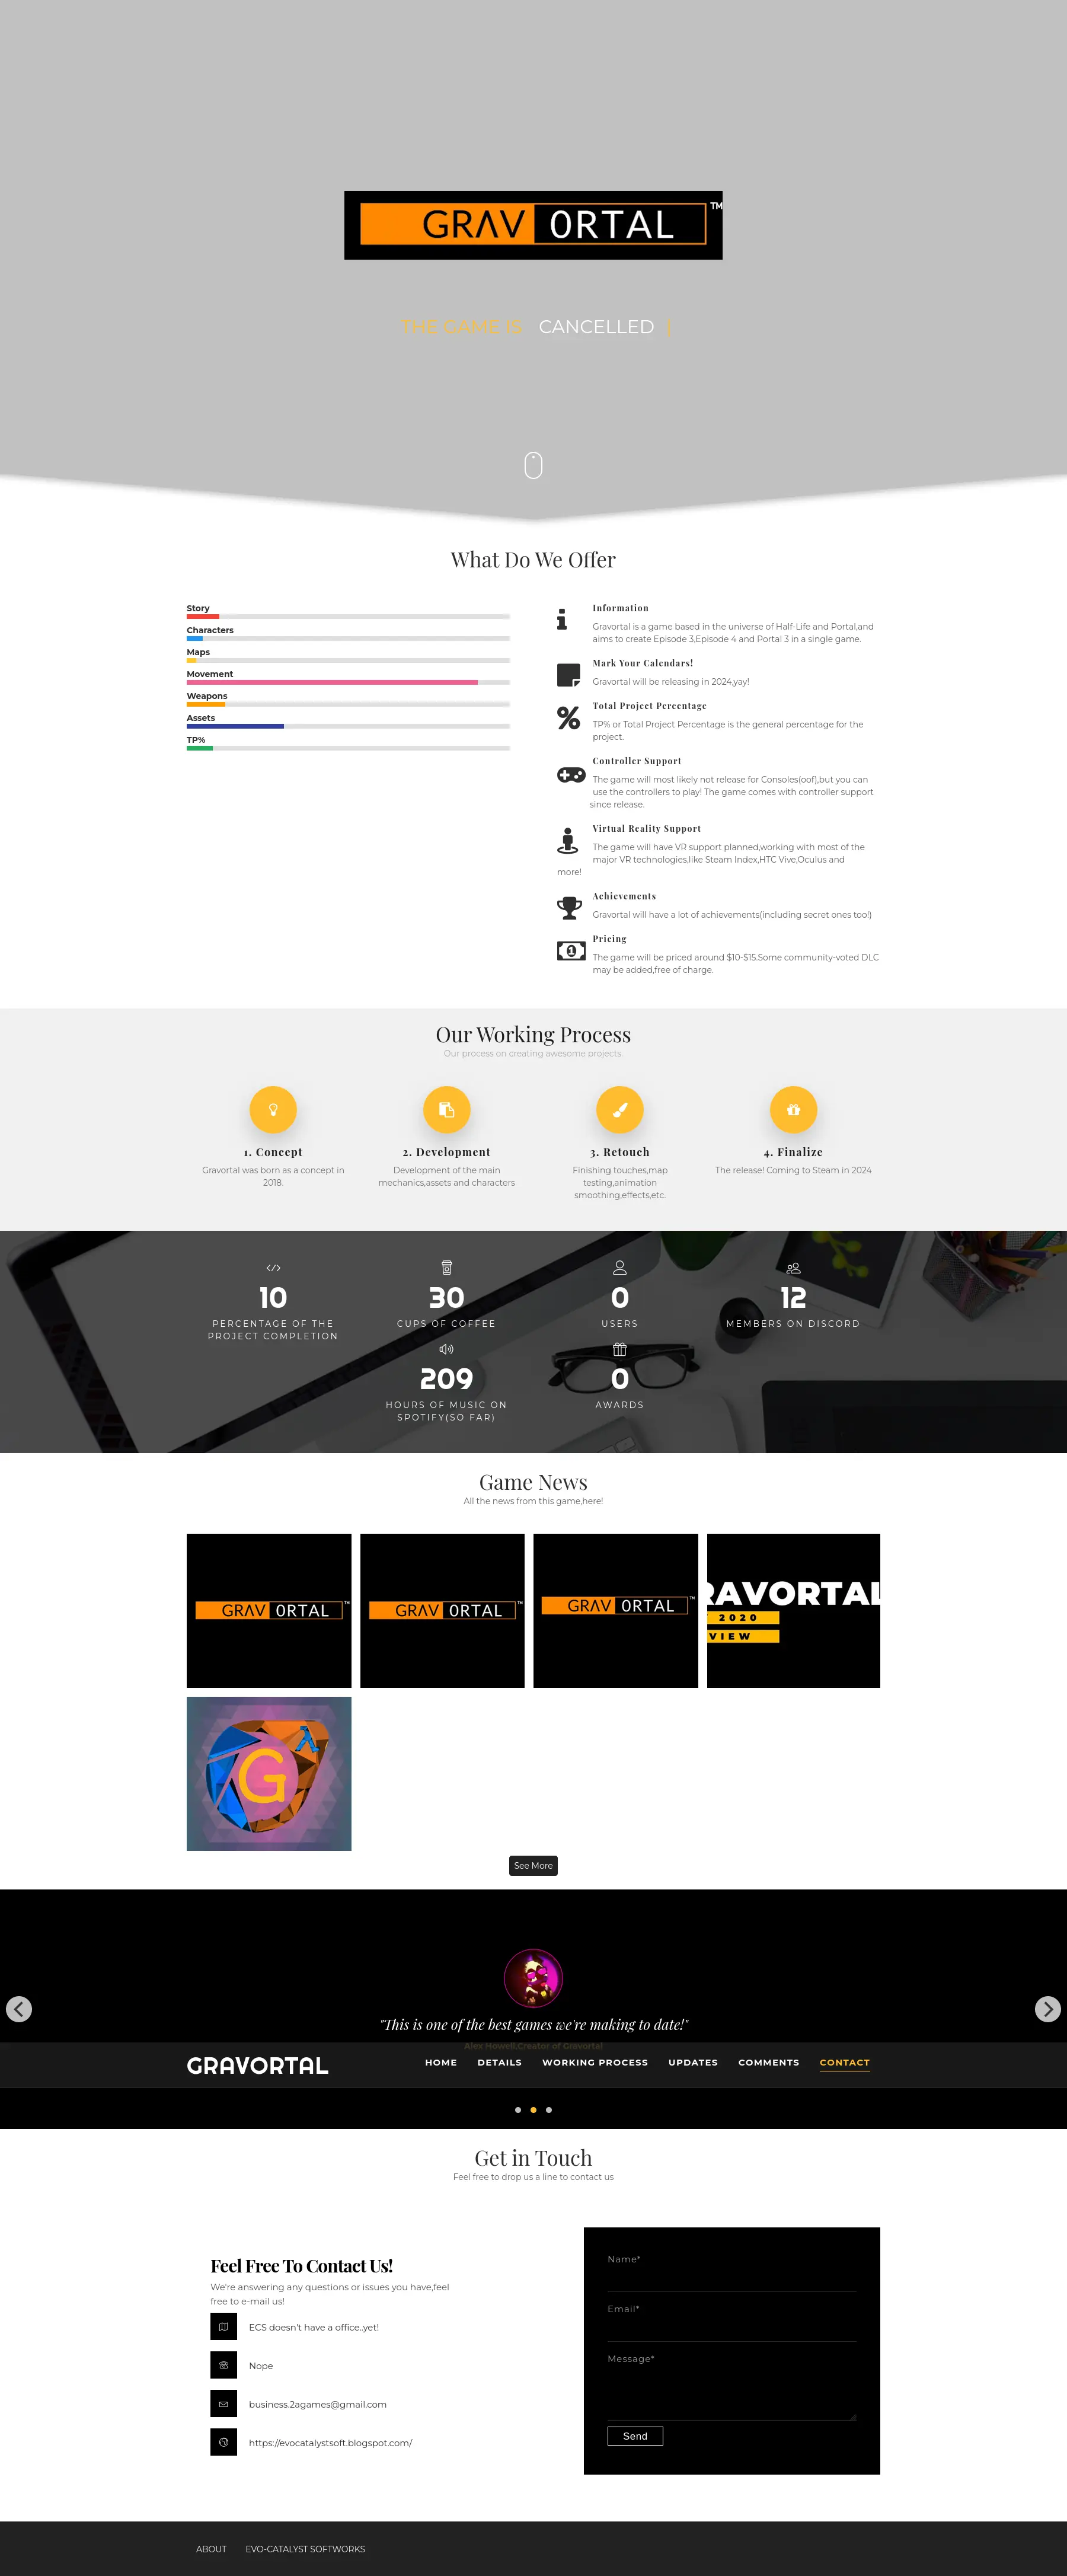 GRAV ORTAL TM
THE GAME IS CANCELLED |
What Do We Offer
Story
Characters
Maps
Movement
Weapons
Assets
TP%
Information
Gravortal is a game based in the universe of Half-Life and Portal,and
aims to create Episode 3,Episode 4 and Portal 3 in a single game.
Mark Your Calendars!
Gravortal will be releasing in 2024,yay!
Total Project Percentage
TP% or Total Project Percentage is the general percentage for the
project.
Controller Support
The game will most likely not release for Consoles(oof),but you can
use the controllers to play! The game comes with controller support
since release.
Virtual Reality Support
The game will have VR support planned,working with most of the
major VR technologies,like Steam Index,HTC Vive,Oculus and
more!
Achievements
Gravortal will have a lot of achievements(including secret ones too!)
Pricing
The game will be priced around $10-$15.Some community-voted DLC
may be added,free of charge.
Our Working Process
Our process on creating awesome projects.
1. Concept
Gravortal was born as a concept in
2018.
2. Development
Development of the main
mechanics,assets and characters
3. Retouch
Finishing touches,map
testing,animation
smoothing,effects,etc.
4. Finalize
The release! Coming to Steam in 2024
10
PERCENTAGE OF THE
PROJECT COMPLETION
30
CUPS OF COFFEE
0
USERS
12
MEMBERS ON DISCORD
209
HOURS OF MUSIC ON
SPOTIFY(SO FAR)
0
AWARDS
Game News
All the news from this game,here!
GRAV ORTAL TM
GRAV ORTAL TM
GRAV ORTAL TM
RAVORTAL
2020
VIEW
G
See More
"This is one of the best games we're making to date!"
Alex Howell,Creator of Gravortal
GRAVORTAL
HOME DETAILS WORKING PROCESS UPDATES COMMENTS CONTACT
Get in Touch
Feel free to drop us a line to contact us
Feel Free To Contact Us!
We're answering any questions or issues you have,feel
free to e-mail us!
ECS doesn't have a office..yet!
Nope
business.2agames@gmail.com
https://evocatalystsoft.blogspot.com/
Name*
Email*
Message*
Send
ABOUT EVO-CATALYST SOFTWORKS